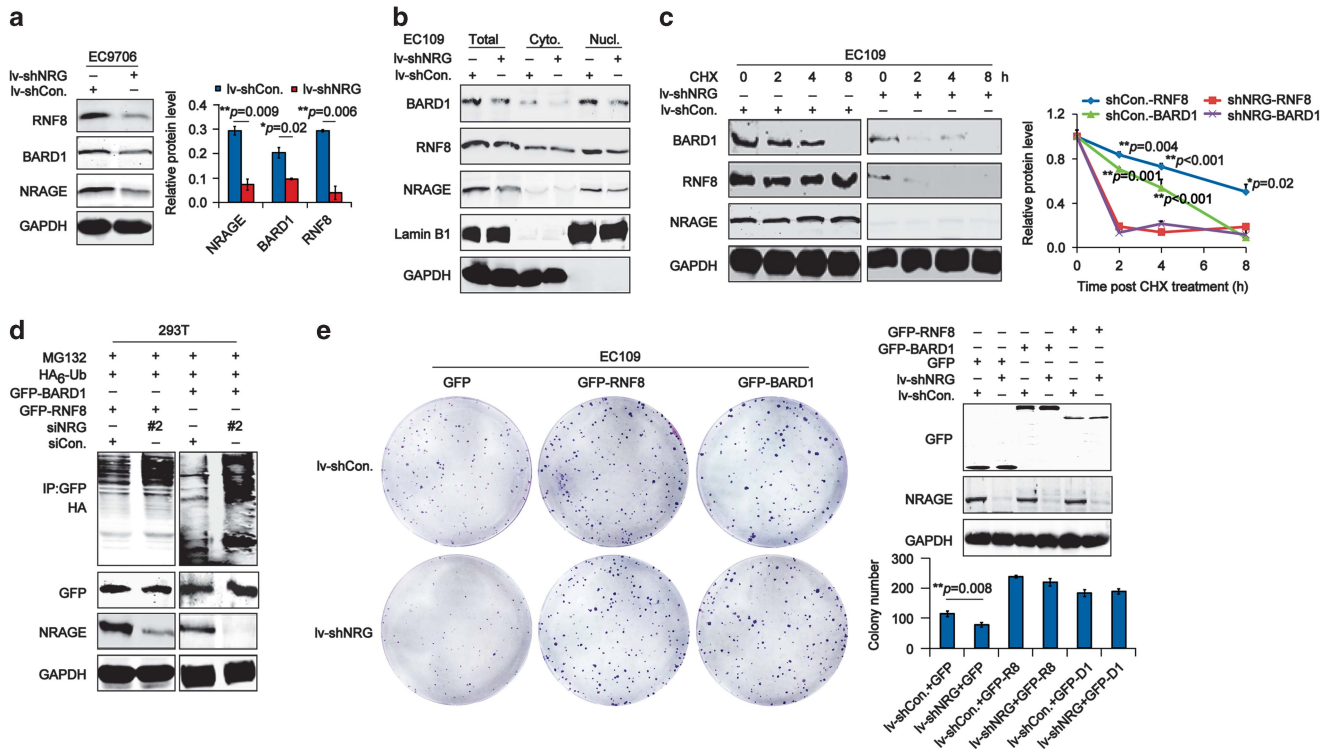 a
EC9706
lv-shNRG – +
lv-shCon. + –
RNF8
BARD1
NRAGE
GAPDH
lv-shCon. lv-shNRG
Relative protein level
0.4
0.3
0.2
0.1
0.0
**p=0.009
*p=0.02
**p=0.006
NRAGE BARD1 RNF8
b
EC109 Total Cyto. Nucl.
lv-shNRG – + – + – +
lv-shCon. + – + – + –
BARD1
RNF8
NRAGE
Lamin B1
GAPDH
c
EC109
CHX 0 2 4 8 0 2 4 8 h
lv-shNRG – – – – + + + +
lv-shCon. + + + + – – – –
BARD1
RNF8
NRAGE
GAPDH
shCon.-RNF8 shNRG-RNF8
shCon-BARD1 shNRG-BARD1
Relative protein level
1.2
0.8
0.4
0.0
**p=0.004
**p<0.001
**p=0.001
**p<0.001
*p=0.02
0 2 4 8
Time post CHX treatment (h)
d
293T
MG132 + + + +
HA6-Ub + + + +
GFP-BARD1 – – + +
GFP-RNF8 + + – –
siNRG – #2 – #2
siCon. + – + –
IP:GFP
HA
GFP
NRAGE
GAPDH
e
EC109
GFP GFP-RNF8 GFP-BARD1
lv-shCon.
lv-shNRG
GFP-RNF8 – – – – + +
GFP-BARD1 – – + + – –
GFP + + – – – –
lv-shNRG – + – + – +
lv-shCon. + – + – + –
GFP
NRAGE
GAPDH
Colony number
300
200
100
0
**p=0.008
lv-shCon.+GFP
lv-shNRG+GFP
lv-shCon.+GFP-R8
lv-shNRG+GFP-R8
lv-shCon.+GFP-D1
lv-shNRG+GFP-D1